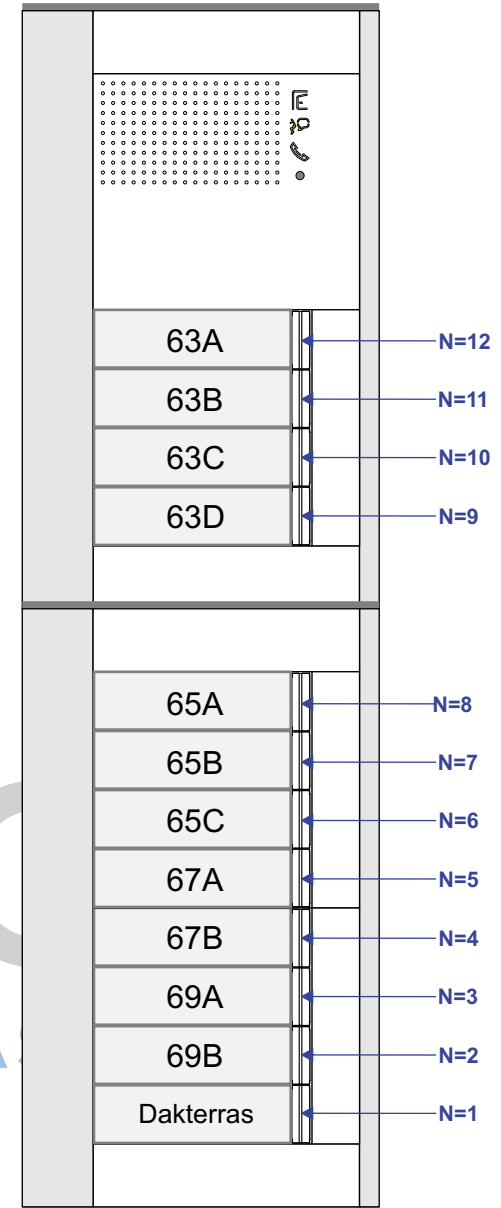 63A N=12
63B N=11
63C N=10
63D N=9
65A N=8
65B N=7
65C N=6
67A N=5
67B N=4
69A N=3
69B N=2
Dakterras N=1